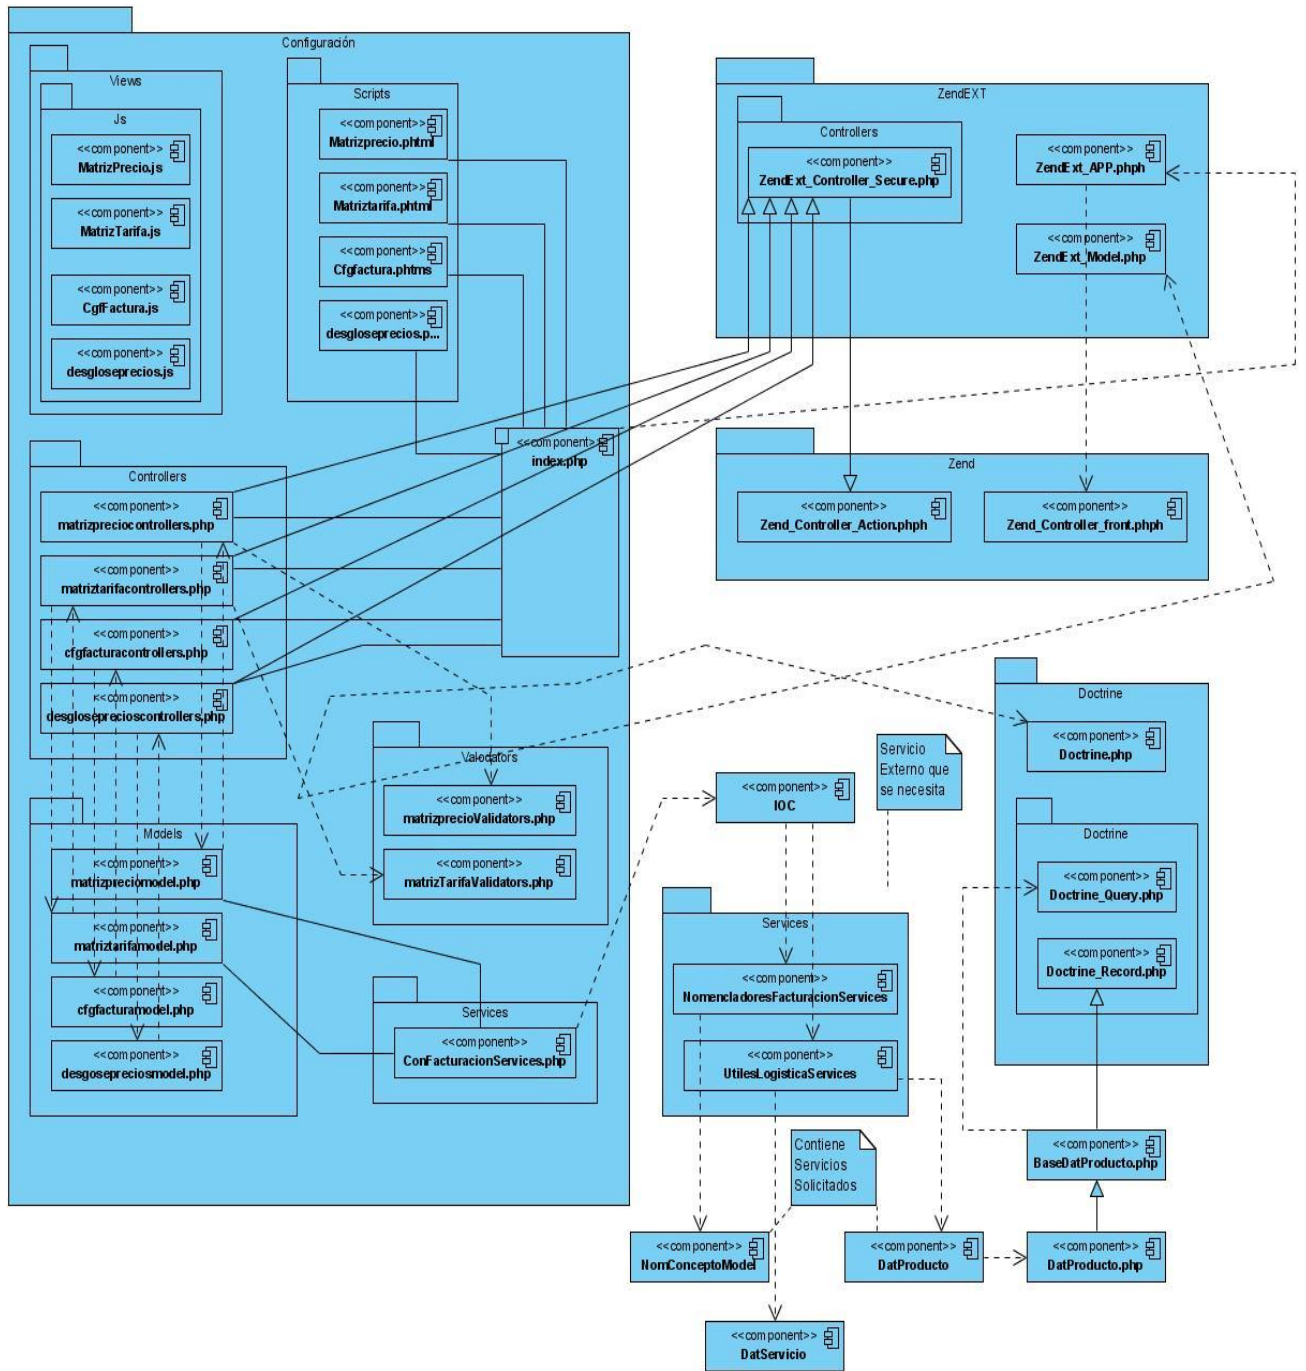 Configuración
Views
Js
<<component>>
MatrizPrecio.js
<<component>>
MatrizTarifa.js
<<component>>
CgfFactura.js
<<component>>
desgloseprecios.js
Scripts
<<component>>
Matrizprecio.phtml
<<component>>
Matriztarifa.phtml
<<component>>
Cfgfactura.phtms
<<component>>
desgloseprecios.p...
<<component>>
index.php
Controllers
<<component>>
matrizpreciocontrollers.php
<<component>>
matriztarifacontrollers.php
<<component>>
cfgfacturacontrollers.php
<<component>>
desgloseprecioscontrollers.php
Models
<<component>>
matrizpreciomodel.php
<<component>>
matriztarifamodel.php
<<component>>
cfgfacturamodel.php
<<component>>
desgosepreciosmodel.php
Valodators
<<component>>
matrizprecioValidators.php
<<component>>
matrizTarifaValidators.php
Services
<<component>>
ConFacturacionServices.php
ZendEXT
Controllers
<<component>>
ZendExt_Controller_Secure.php
<<component>>
ZendExt_APP.phph
<<component>>
ZendExt_Model.php
Zend
<<component>>
Zend_Controller_Action.phph
<<component>>
Zend_Controller_front.phph
Doctrine
<<component>>
Doctrine.php
Doctrine
<<component>>
Doctrine_Query.php
<<component>>
Doctrine_Record.php
<<component>>
IOC
Servicio
Externo que
se necesita
Services
<<component>>
NomencladoresFacturacionServices
<<component>>
UtilesLogisticaServices
Contiene
Servicios
Solicitados
<<component>>
BaseDatProducto.php
<<component>>
NomConceptoModel
<<component>>
DatProducto
<<component>>
DatProducto.php
<<component>>
DatServicio